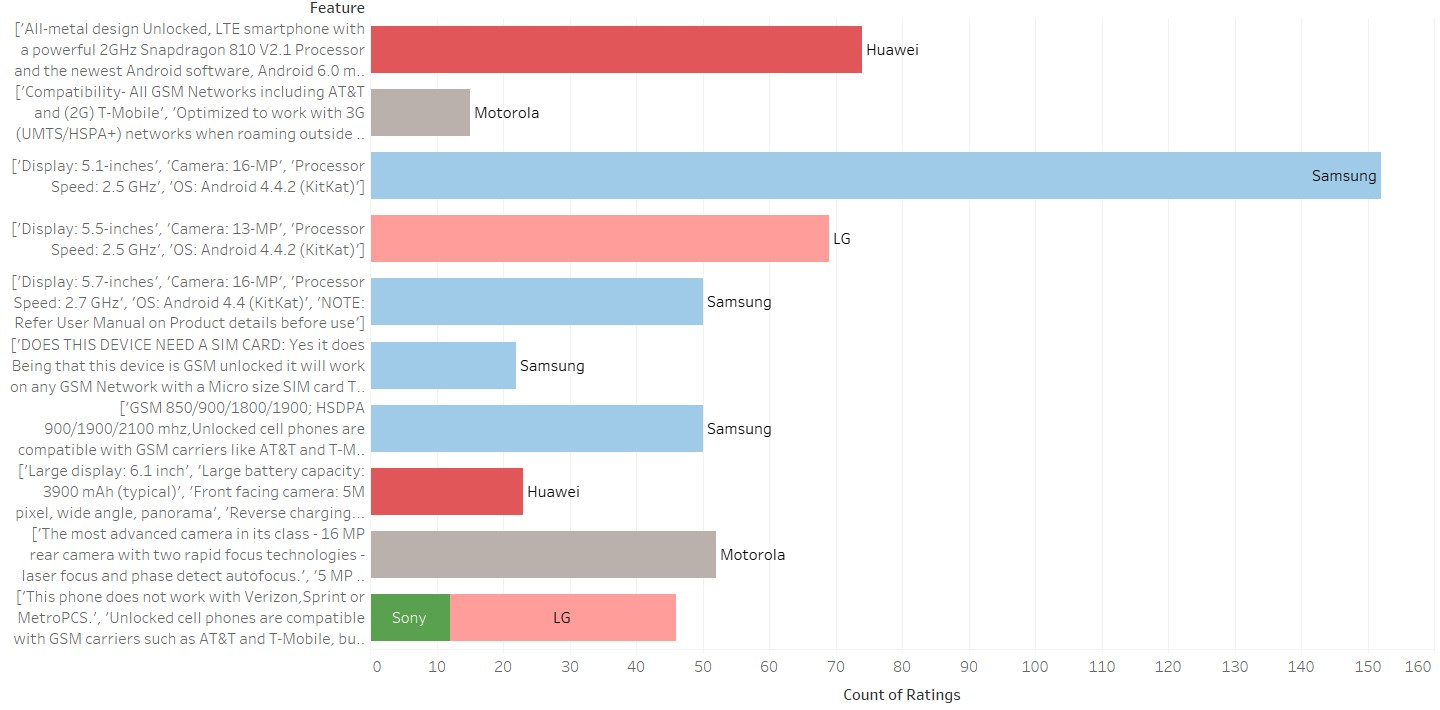 Feature
['All-metal design Unlocked, LTE smartphone with
a powerful 2GHz Snapdragon 810 V2.1 Processor
and the newest Android software, Android 6.0 m..
Huawei
['Compatibility- All GSM Networks including AT&T
and (2G) T-Mobile', 'Optimized to work with 3G
(UMTS/HSPA+) networks when roaming outside ..
Motorola
['Display: 5.1-inches', 'Camera: 16-MP', 'Processor
Speed: 2.5 GHz', 'OS: Android 4.4.2 (KitKat)']
Samsung
['Display: 5.5-inches', 'Camera: 13-MP', 'Processor
Speed: 2.5 GHz', 'OS: Android 4.4.2 (KitKat)']
LG
['Display: 5.7-inches', 'Camera: 16-MP', 'Processor
Speed: 2.7 GHz', 'OS: Android 4.4 (KitKat)', 'NOTE:
Refer User Manual on Product details before use']
Samsung
['DOES THIS DEVICE NEED A SIM CARD: Yes it does
Being that this device is GSM unlocked it will work
on any GSM Network with a Micro size SIM card T..
Samsung
['GSM 850/900/1800/1900; HSDPA
900/1900/2100 mhz,Unlocked cell phones are
compatible with GSM carriers like AT&T and T-M..
Samsung
['Large display: 6.1 inch', 'Large battery capacity:
3900 mAh (typical)', 'Front facing camera: 5M
pixel, wide angle, panorama', 'Reverse charging...
Huawei
['The most advanced camera in its class - 16 MP
rear camera with two rapid focus technologies -
laser focus and phase detect autofocus.', '5 MP ..
Motorola
['This phone does not work with Verizon,Sprint or
MetroPCS.', 'Unlocked cell phones are compatible
with GSM carriers such as AT&T and T-Mobile, bu..
Sony LG
0 10 20 30 40 50 60 70 80 90 100 110 120 130 140 150 160
Count of Ratings